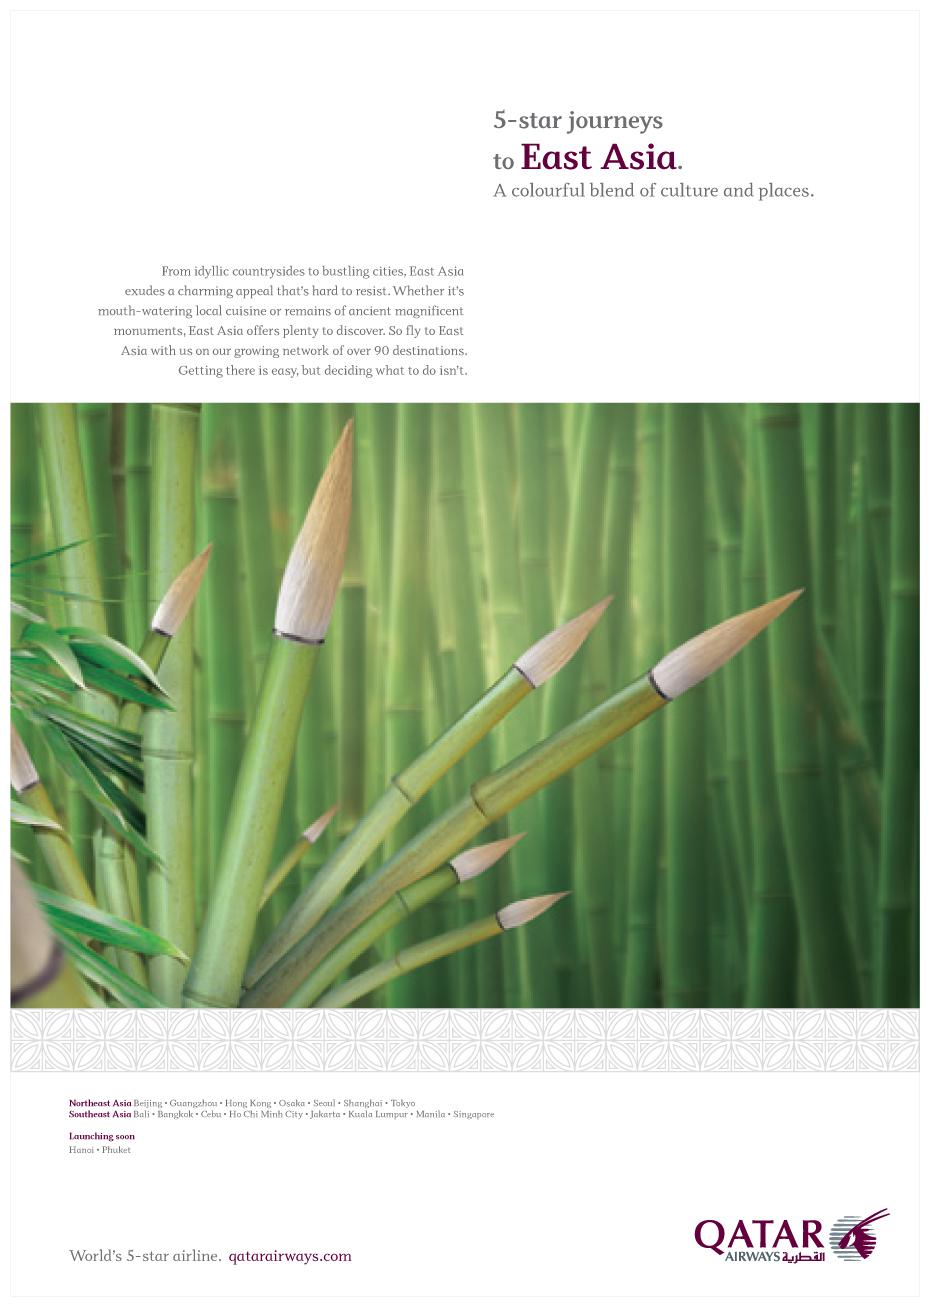 5-star journeys
to East Asia.
A colourful blend of culture and places.
From idyllic countrysides to bustling cities, East Asia
exudes a charming appeal that's hard to resist. Whether it's
mouth-watering local cuisine or remains of ancient magnificent
monuments, East Asia offers plenty to discover. So fly to East
Asia with us on our growing network of over 90 destinations.
Getting there is easy, but deciding what to do isn't.
Northeast Asia Beijing • Guangzhou • Hong Kong • Osaka • Seoul • Shanghai • Tokyo
Southeast Asia Bali • Bangkok • Cebu • Ho Chi Minh City • Jakarta • Kuala Lumpur • Manila • Singapore
Launching soon
Hanoi • Phuket
World's 5-star airline. qatarairways.com
QATAR
AIRWAYS القطرية